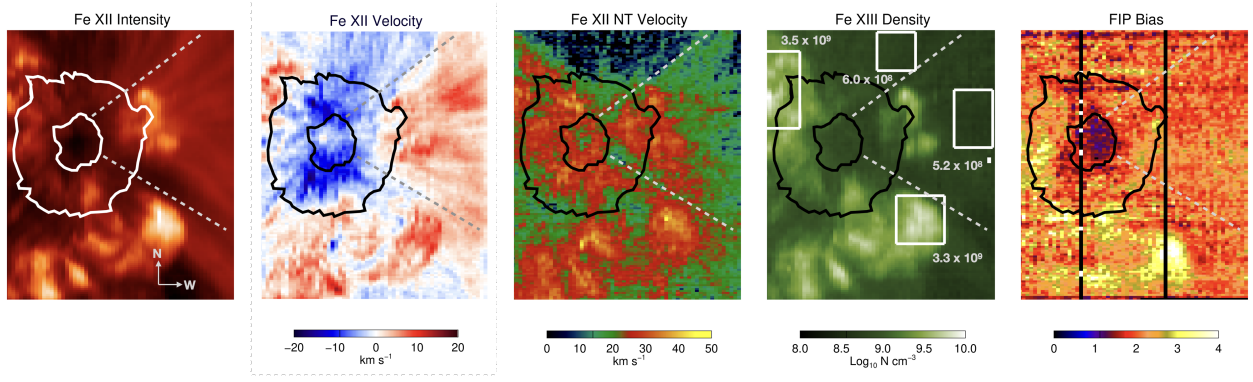 Fe XII Intensity
Fe XII Velocity
Fe XII NT Velocity
Fe XIII Density
FIP Bias
3.5 x 10⁹
6.0 x 10⁸
5.2 x 10⁸
3.3 x 10⁹
N
W
−20 −10 0 10 20
km s⁻¹
0 10 20 30 40 50
km s⁻¹
8.0 8.5 9.0 9.5 10.0
Log₁₀ N cm⁻³
0 1 2 3 4